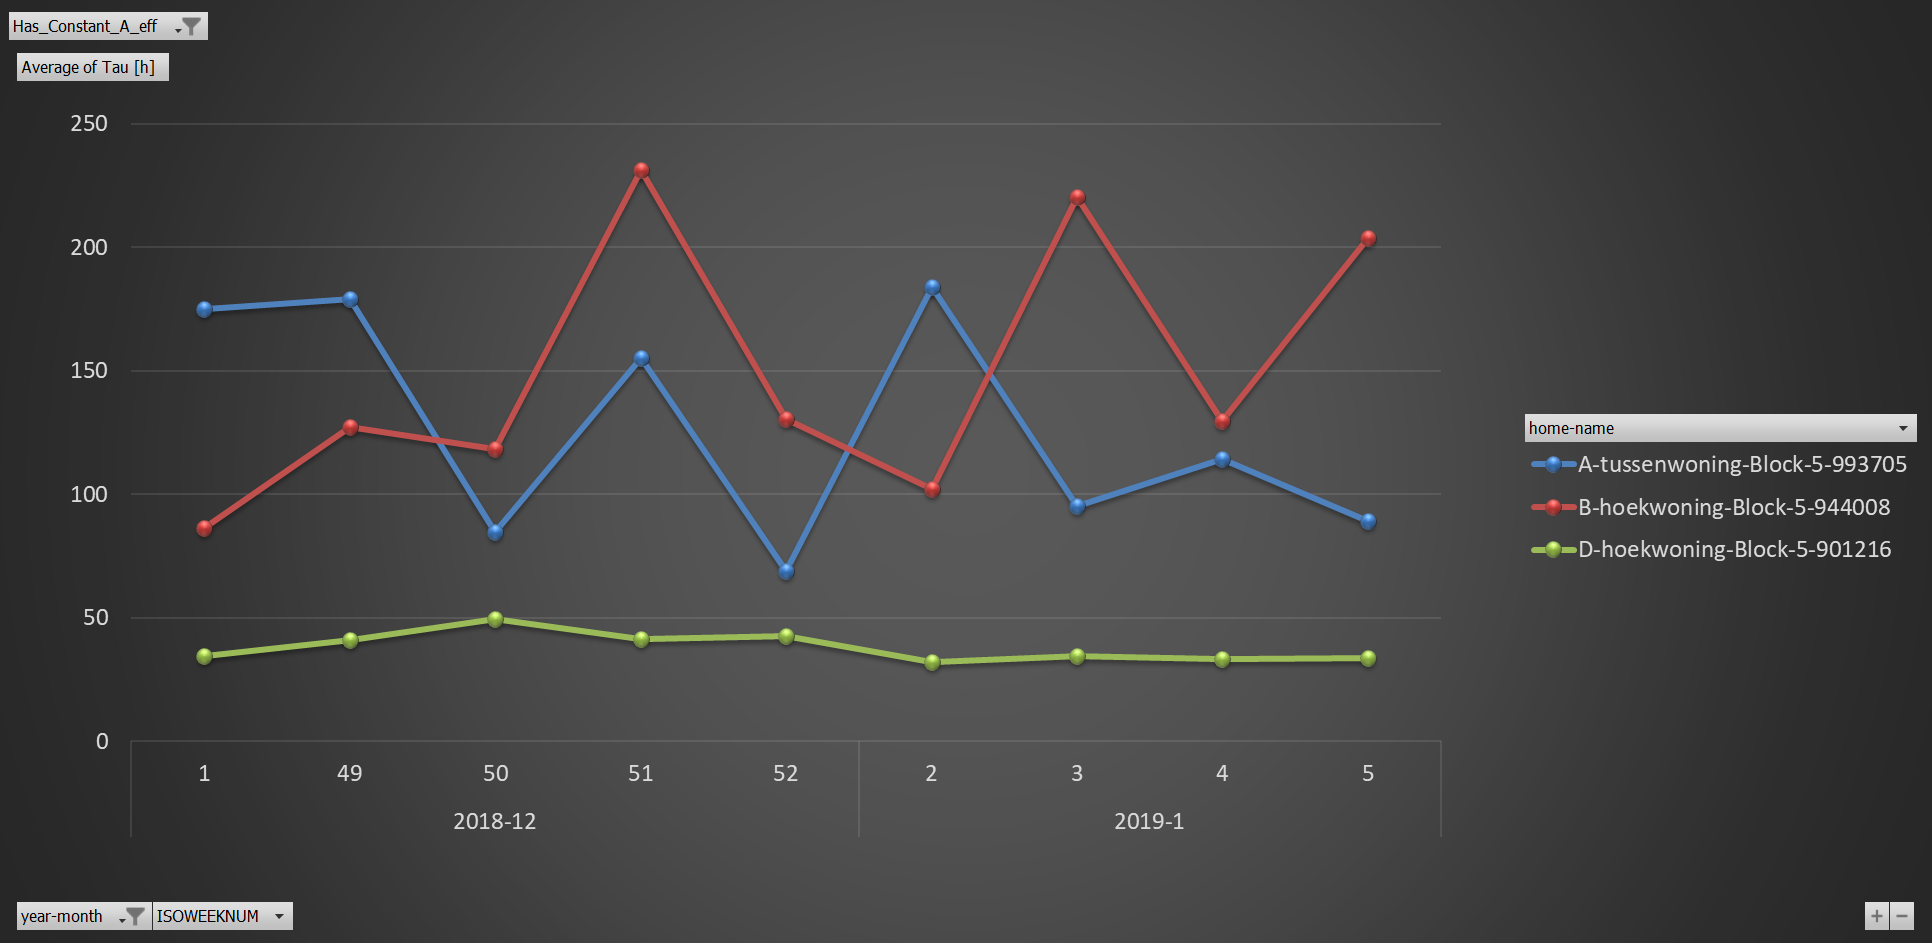 Has_Constant_A_eff
Average of Tau [h]
250
200
150
100
50
0
1 49 50 51 52 2 3 4 5
2018-12 2019-1
home-name
A-tussenwoning-Block-5-993705
B-hoekwoning-Block-5-944008
D-hoekwoning-Block-5-901216
year-month ISOWEEKNUM
+ −